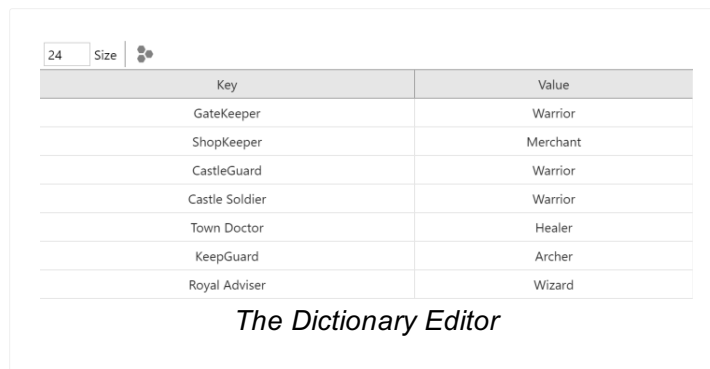 24 Size
Key Value
GateKeeper Warrior
ShopKeeper Merchant
CastleGuard Warrior
Castle Soldier Warrior
Town Doctor Healer
KeepGuard Archer
Royal Adviser Wizard
The Dictionary Editor